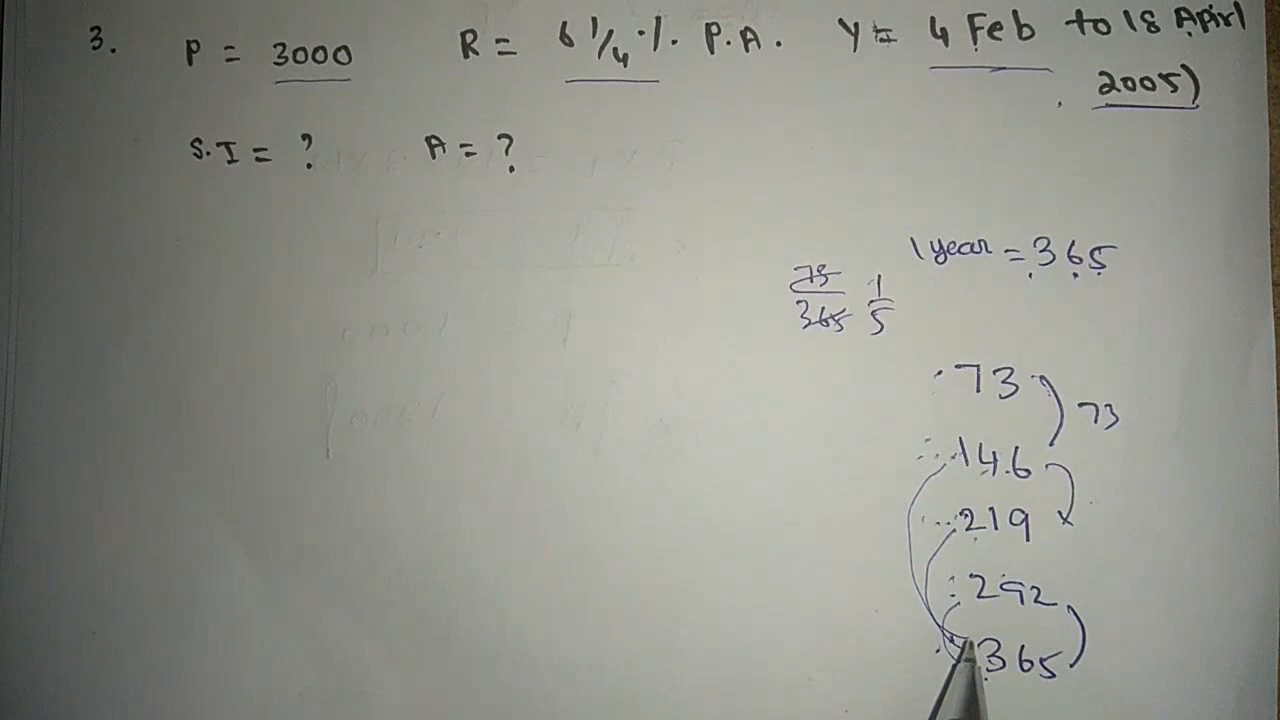 3. P = 3000 R = 6 1/4 %. P.A. Y = 4 Feb to 18 Apirl
2005)
S.I = ? A = ?
1 year = 365
73/365 1/5
73
73
146
219
292
365